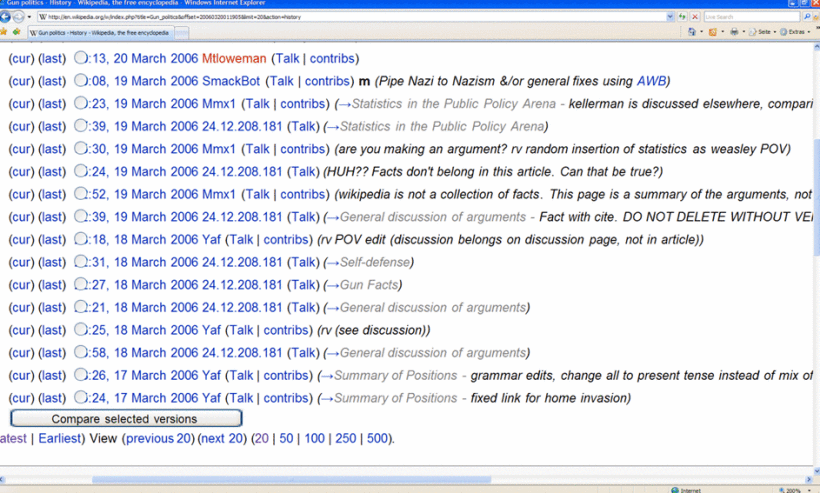 Gun politics - History - Wikipedia, the free encyclopedia - Windows Internet Explorer
http://en.wikipedia.org/w/index.php?title=Gun_politics&offset=20060320011905&limit=20&action=history
Live Search
Gun politics - History - Wikipedia, the free encyclopedia
Seite Extras
(cur) (last) :13, 20 March 2006 Mtloweman (Talk | contribs)
(cur) (last) :08, 19 March 2006 SmackBot (Talk | contribs) m (Pipe Nazi to Nazism &/or general fixes using AWB)
(cur) (last) :23, 19 March 2006 Mmx1 (Talk | contribs) (→Statistics in the Public Policy Arena - kellerman is discussed elsewhere, compari
(cur) (last) :39, 19 March 2006 24.12.208.181 (Talk) (→Statistics in the Public Policy Arena)
(cur) (last) :30, 19 March 2006 Mmx1 (Talk | contribs) (are you making an argument? rv random insertion of statistics as weasley POV)
(cur) (last) :24, 19 March 2006 24.12.208.181 (Talk) (HUH?? Facts don't belong in this article. Can that be true?)
(cur) (last) :52, 19 March 2006 Mmx1 (Talk | contribs) (wikipedia is not a collection of facts. This page is a summary of the arguments, not
(cur) (last) :39, 19 March 2006 24.12.208.181 (Talk) (→General discussion of arguments - Fact with cite. DO NOT DELETE WITHOUT VE
(cur) (last) :18, 18 March 2006 Yaf (Talk | contribs) (rv POV edit (discussion belongs on discussion page, not in article))
(cur) (last) :31, 18 March 2006 24.12.208.181 (Talk) (→Self-defense)
(cur) (last) :27, 18 March 2006 24.12.208.181 (Talk) (→Gun Facts)
(cur) (last) :21, 18 March 2006 24.12.208.181 (Talk) (→General discussion of arguments)
(cur) (last) :25, 18 March 2006 Yaf (Talk | contribs) (rv (see discussion))
(cur) (last) :58, 18 March 2006 24.12.208.181 (Talk) (→General discussion of arguments)
(cur) (last) :26, 17 March 2006 Yaf (Talk | contribs) (→Summary of Positions - grammar edits, change all to present tense instead of mix of
(cur) (last) :24, 17 March 2006 Yaf (Talk | contribs) (→Summary of Positions - fixed link for home invasion)
Compare selected versions
atest | Earliest) View (previous 20) (next 20) (20 | 50 | 100 | 250 | 500).
Internet 200%